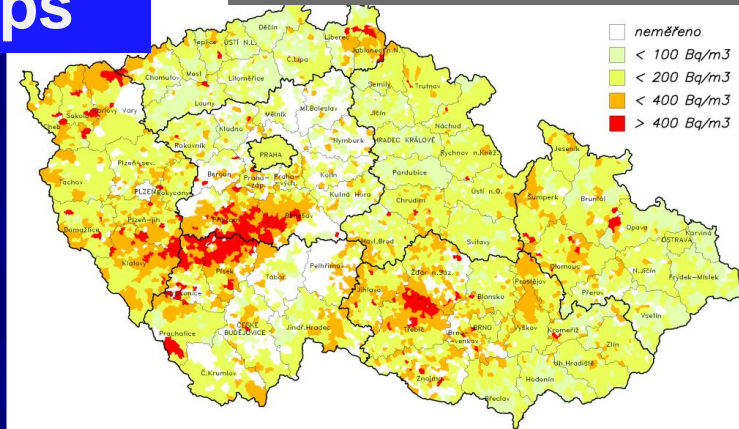 ps
neměřeno
< 100 Bq/m3
< 200 Bq/m3
< 400 Bq/m3
> 400 Bq/m3
Děčín
Liberec
Jablonec n.N.
Teplice
ÚSTÍ N.L.
Č.Lípa
Chomutov
Most
Litoměřice
Semily
Trutnov
Karlovy Vary
Sokolov
Louny
Mělník
Ml.Boleslav
Jičín
Náchod
Cheb
Kladno
Nymburk
HRADEC KRÁLOVÉ
Rakovník
PRAHA
Rychnov n.Kněž.
Jeseník
Plzeň-sev.
Beroun
Praha-záp.
Praha-vých.
Kolín
Pardubice
Tachov
PLZEŇ
Rokycany
Kutná Hora
Chrudim
Ústí n.O.
Šumperk
Bruntál
Plzeň-jih
Příbram
Benešov
Opava
Karviná
OSTRAVA
Domažlice
Havl.Brod
Svitavy
Klatovy
Písek
Tábor
Pelhřimov
Žďár n.Sáz.
Olomouc
N.Jičín
Frýdek-Místek
Jihlava
Blansko
Prostějov
Přerov
Strakonice
Vsetín
Prachatice
ČESKÉ BUDĚJOVICE
Jindř.Hradec
Třebíč
Brno-venkov
BRNO
Vyškov
Kroměříž
Zlín
Č.Krumlov
Znojmo
Uh.Hradiště
Hodonín
Břeclav